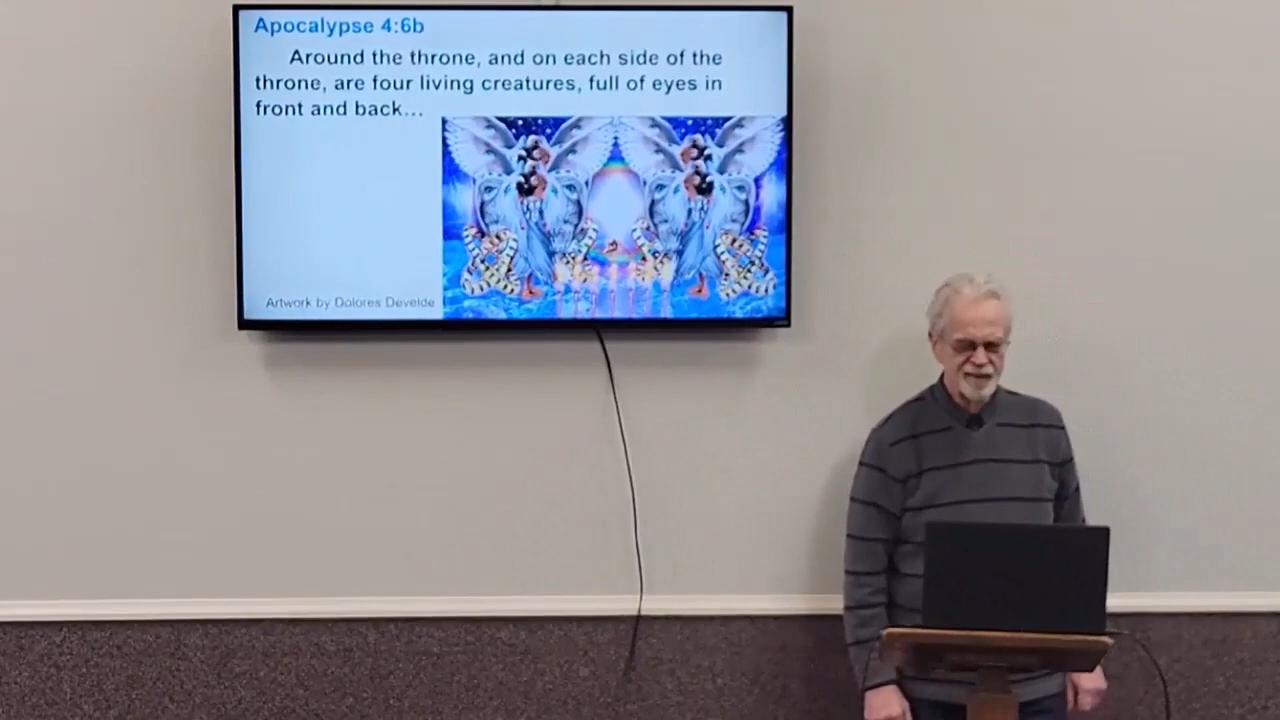 Apocalypse 4:6b
Around the throne, and on each side of the
throne, are four living creatures, full of eyes in
front and back...
Artwork by Dolores Develde